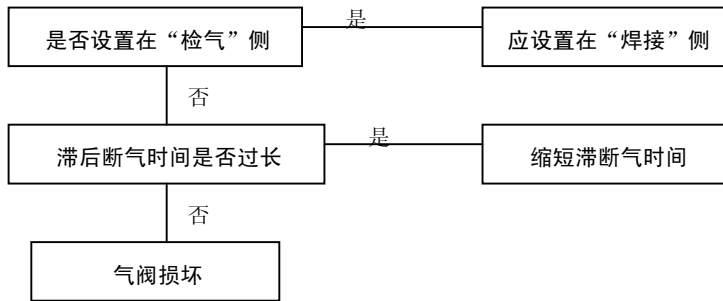 是否设置在“检气”侧
是
应设置在“焊接”侧
否
滞后断气时间是否过长
是
缩短滞断气时间
否
气阀损坏